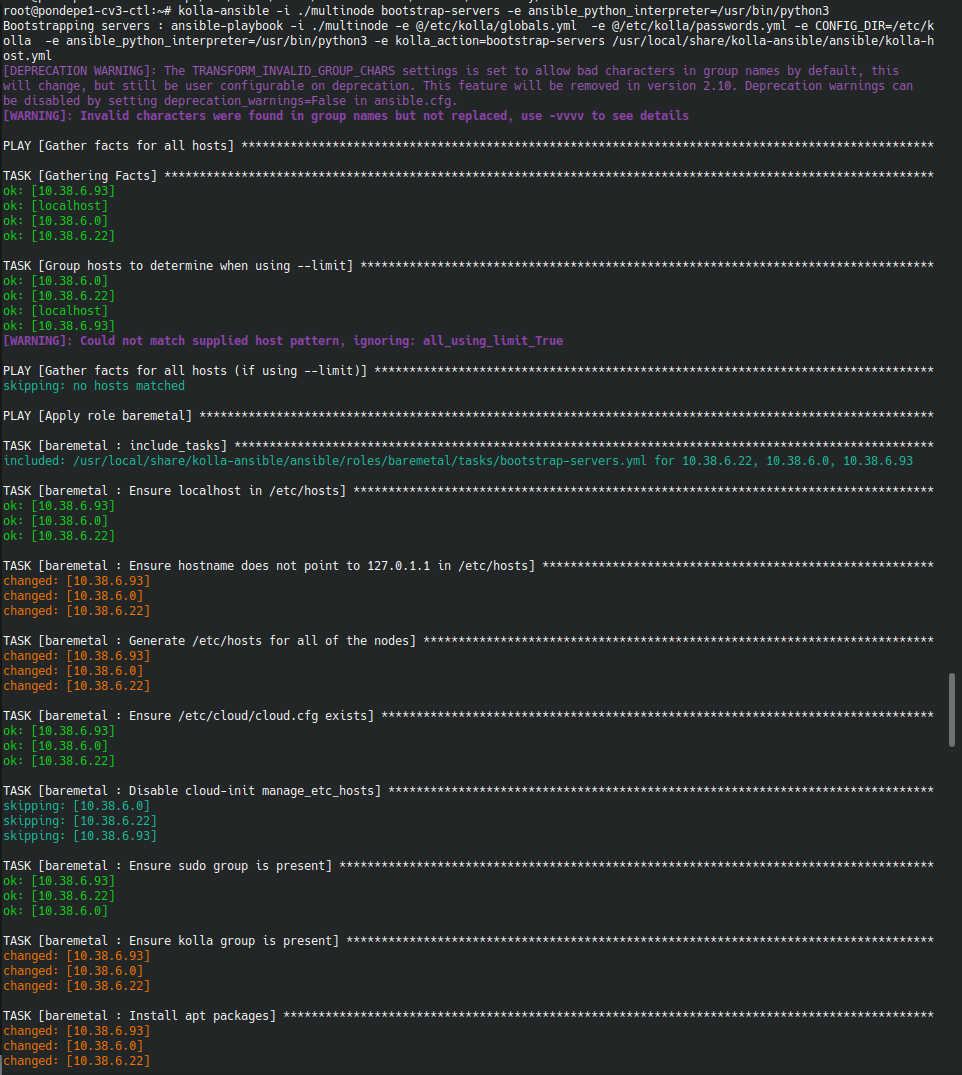 root@pondepe1-cv3-ctl:~# kolla-ansible -i ./multinode bootstrap-servers -e ansible_python_interpreter=/usr/bin/python3
Bootstrapping servers : ansible-playbook -i ./multinode -e @/etc/kolla/globals.yml  -e @/etc/kolla/passwords.yml -e CONFIG_DIR=/etc/k
olla  -e ansible_python_interpreter=/usr/bin/python3 -e kolla_action=bootstrap-servers /usr/local/share/kolla-ansible/ansible/kolla-h
ost.yml
[DEPRECATION WARNING]: The TRANSFORM_INVALID_GROUP_CHARS settings is set to allow bad characters in group names by default, this
will change, but still be user configurable on deprecation. This feature will be removed in version 2.10. Deprecation warnings can
be disabled by setting deprecation_warnings=False in ansible.cfg.
[WARNING]: Invalid characters were found in group names but not replaced, use -vvvv to see details
PLAY [Gather facts for all hosts] ***************************************************************************************************
TASK [Gathering Facts] **************************************************************************************************************
ok: [10.38.6.93]
ok: [localhost]
ok: [10.38.6.0]
ok: [10.38.6.22]
TASK [Group hosts to determine when using --limit] **********************************************************************************
ok: [10.38.6.0]
ok: [10.38.6.22]
ok: [localhost]
ok: [10.38.6.93]
[WARNING]: Could not match supplied host pattern, ignoring: all_using_limit_True
PLAY [Gather facts for all hosts (if using --limit)] ********************************************************************************
skipping: no hosts matched
PLAY [Apply role baremetal] *********************************************************************************************************
TASK [baremetal : include_tasks] ****************************************************************************************************
included: /usr/local/share/kolla-ansible/ansible/roles/baremetal/tasks/bootstrap-servers.yml for 10.38.6.22, 10.38.6.0, 10.38.6.93
TASK [baremetal : Ensure localhost in /etc/hosts] ***********************************************************************************
ok: [10.38.6.93]
ok: [10.38.6.0]
ok: [10.38.6.22]
TASK [baremetal : Ensure hostname does not point to 127.0.1.1 in /etc/hosts] ********************************************************
changed: [10.38.6.93]
changed: [10.38.6.0]
changed: [10.38.6.22]
TASK [baremetal : Generate /etc/hosts for all of the nodes] *************************************************************************
changed: [10.38.6.93]
changed: [10.38.6.0]
changed: [10.38.6.22]
TASK [baremetal : Ensure /etc/cloud/cloud.cfg exists] *******************************************************************************
ok: [10.38.6.93]
ok: [10.38.6.0]
ok: [10.38.6.22]
TASK [baremetal : Disable cloud-init manage_etc_hosts] ******************************************************************************
skipping: [10.38.6.0]
skipping: [10.38.6.22]
skipping: [10.38.6.93]
TASK [baremetal : Ensure sudo group is present] *************************************************************************************
ok: [10.38.6.93]
ok: [10.38.6.22]
ok: [10.38.6.0]
TASK [baremetal : Ensure kolla group is present] ************************************************************************************
changed: [10.38.6.93]
changed: [10.38.6.0]
changed: [10.38.6.22]
TASK [baremetal : Install apt packages] *********************************************************************************************
changed: [10.38.6.93]
changed: [10.38.6.0]
changed: [10.38.6.22]